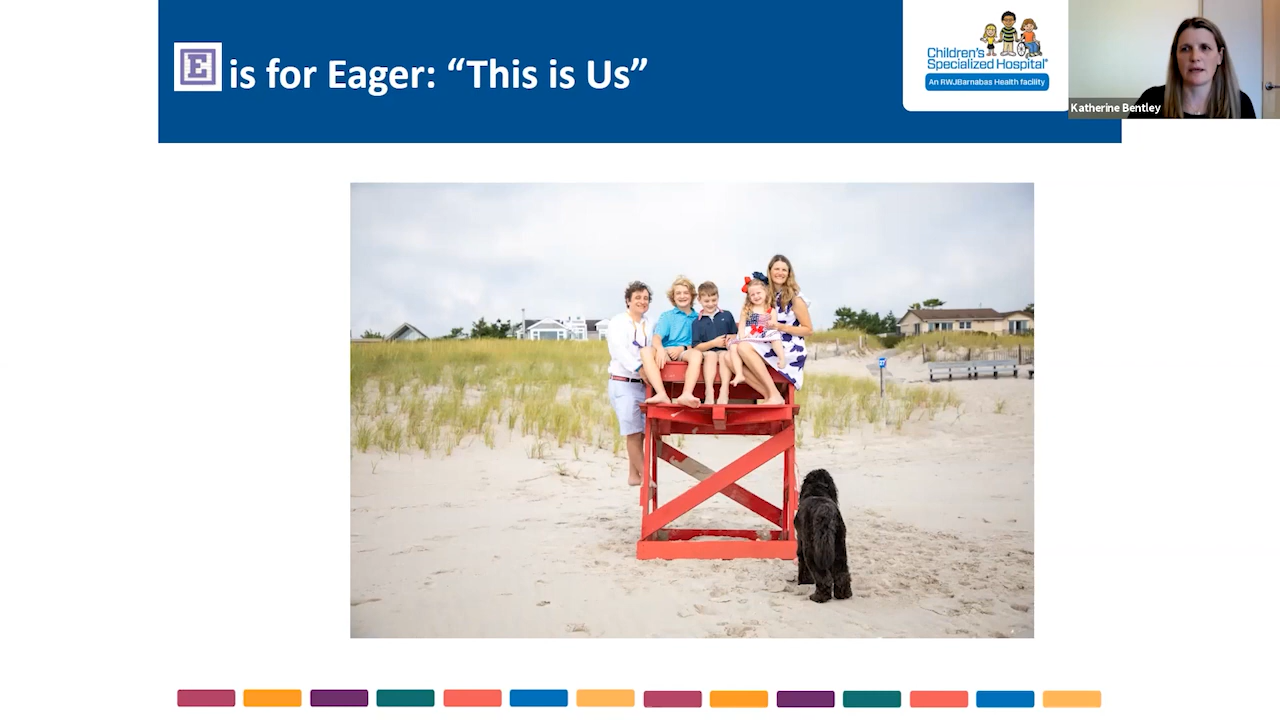 E is for Eager: “This is Us”
Children's
Specialized Hospital®
An RWJBarnabas Health facility
Katherine Bentley